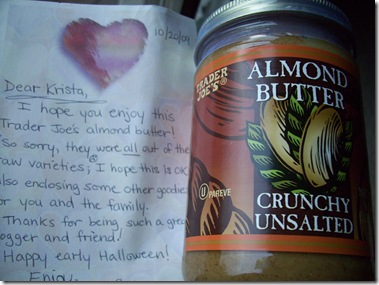 10/20/09
Dear Krista,
I hope you enjoy this
Trader Joe's almond butter!
So sorry, they were all out of the
raw varieties; I hope this is OK
also enclosing some other goodies
for you and the family.
Thanks for being such a great
blogger and friend.
Happy early Halloween!
Enjoy
TRADER JOE'S®
ALMOND
BUTTER
U PAREVE
CRUNCHY
UNSALTED